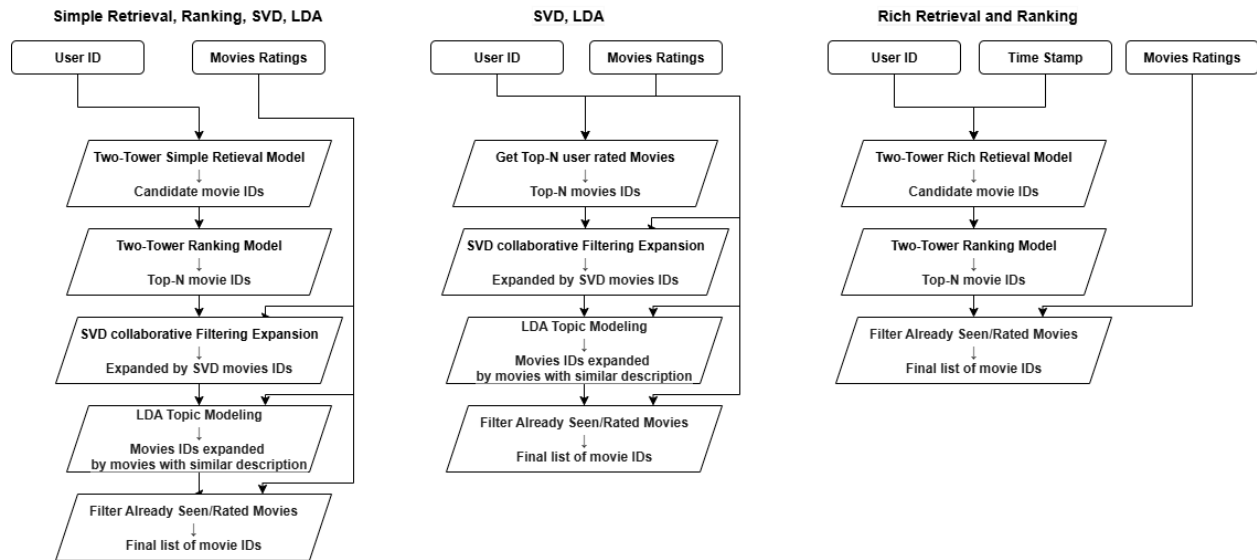 Simple Retrieval, Ranking, SVD, LDA
User ID
Movies Ratings
Two-Tower Simple Retieval Model
↓
Candidate movie IDs
Two-Tower Ranking Model
↓
Top-N movie IDs
SVD collaborative Filtering Expansion
↓
Expanded by SVD movies IDs
LDA Topic Modeling
↓
Movies IDs expanded
by movies with similar description
Filter Already Seen/Rated Movies
↓
Final list of movie IDs
SVD, LDA
User ID
Movies Ratings
Get Top-N user rated Movies
↓
Top-N movies IDs
SVD collaborative Filtering Expansion
↓
Expanded by SVD movies IDs
LDA Topic Modeling
↓
Movies IDs expanded
by movies with similar description
Filter Already Seen/Rated Movies
↓
Final list of movie IDs
Rich Retrieval and Ranking
User ID
Time Stamp
Movies Ratings
Two-Tower Rich Retrieval Model
↓
Candidate movie IDs
Two-Tower Ranking Model
↓
Top-N movie IDs
Filter Already Seen/Rated Movies
↓
Final list of movie IDs